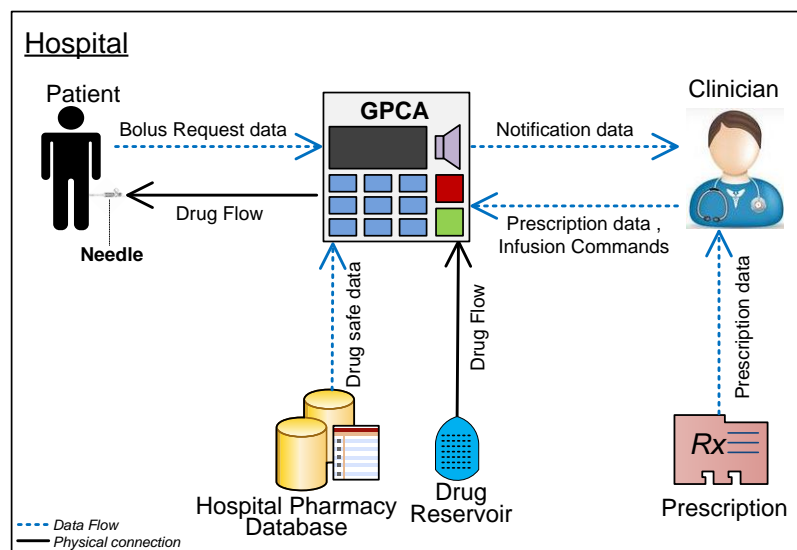 Hospital
Patient
Clinician
GPCA
Bolus Request data
Notification data
Drug Flow
Prescription data ,
Infusion Commands
Needle
Drug safe data
Drug Flow
Prescription data
Rx
Hospital Pharmacy
Database
Drug
Reservoir
Prescription
Data Flow
Physical connection